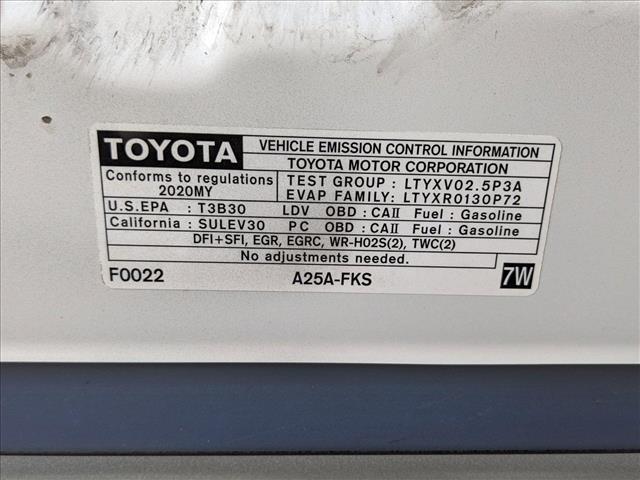 TOYOTA VEHICLE EMISSION CONTROL INFORMATION
TOYOTA MOTOR CORPORATION
Conforms to regulations TEST GROUP : LTYXV02.5P3A
2020MY EVAP FAMILY: LTYXR0130P72
U.S.EPA : T3B30 LDV OBD : CAII Fuel : Gasoline
California : SULEV30 PC OBD : CAII Fuel : Gasoline
DFI+SFI, EGR, EGRC, WR-HO2S(2), TWC(2)
No adjustments needed.
F0022 A25A-FKS 7W